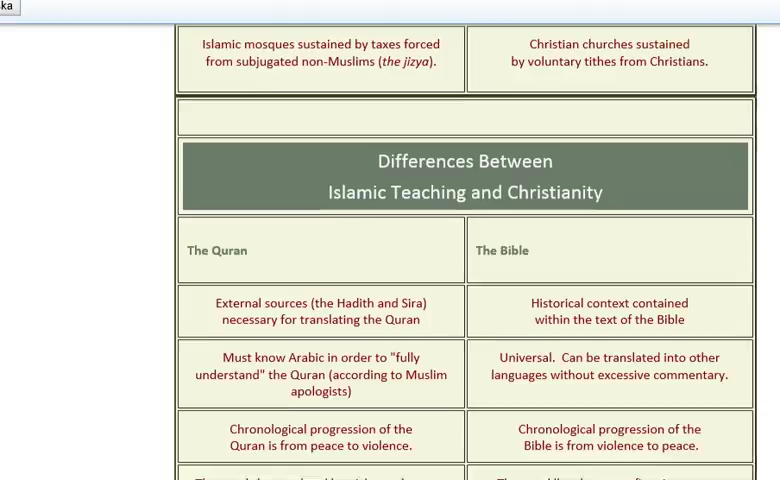 ka
Islamic mosques sustained by taxes forced
from subjugated non-Muslims (the jizya).
Christian churches sustained
by voluntary tithes from Christians.
Differences Between
Islamic Teaching and Christianity
The Quran
The Bible
External sources (the Hadith and Sira)
necessary for translating the Quran
Historical context contained
within the text of the Bible
Must know Arabic in order to "fully
understand" the Quran (according to Muslim
apologists)
Universal. Can be translated into other
languages without excessive commentary.
Chronological progression of the
Quran is from peace to violence.
Chronological progression of the
Bible is from violence to peace.